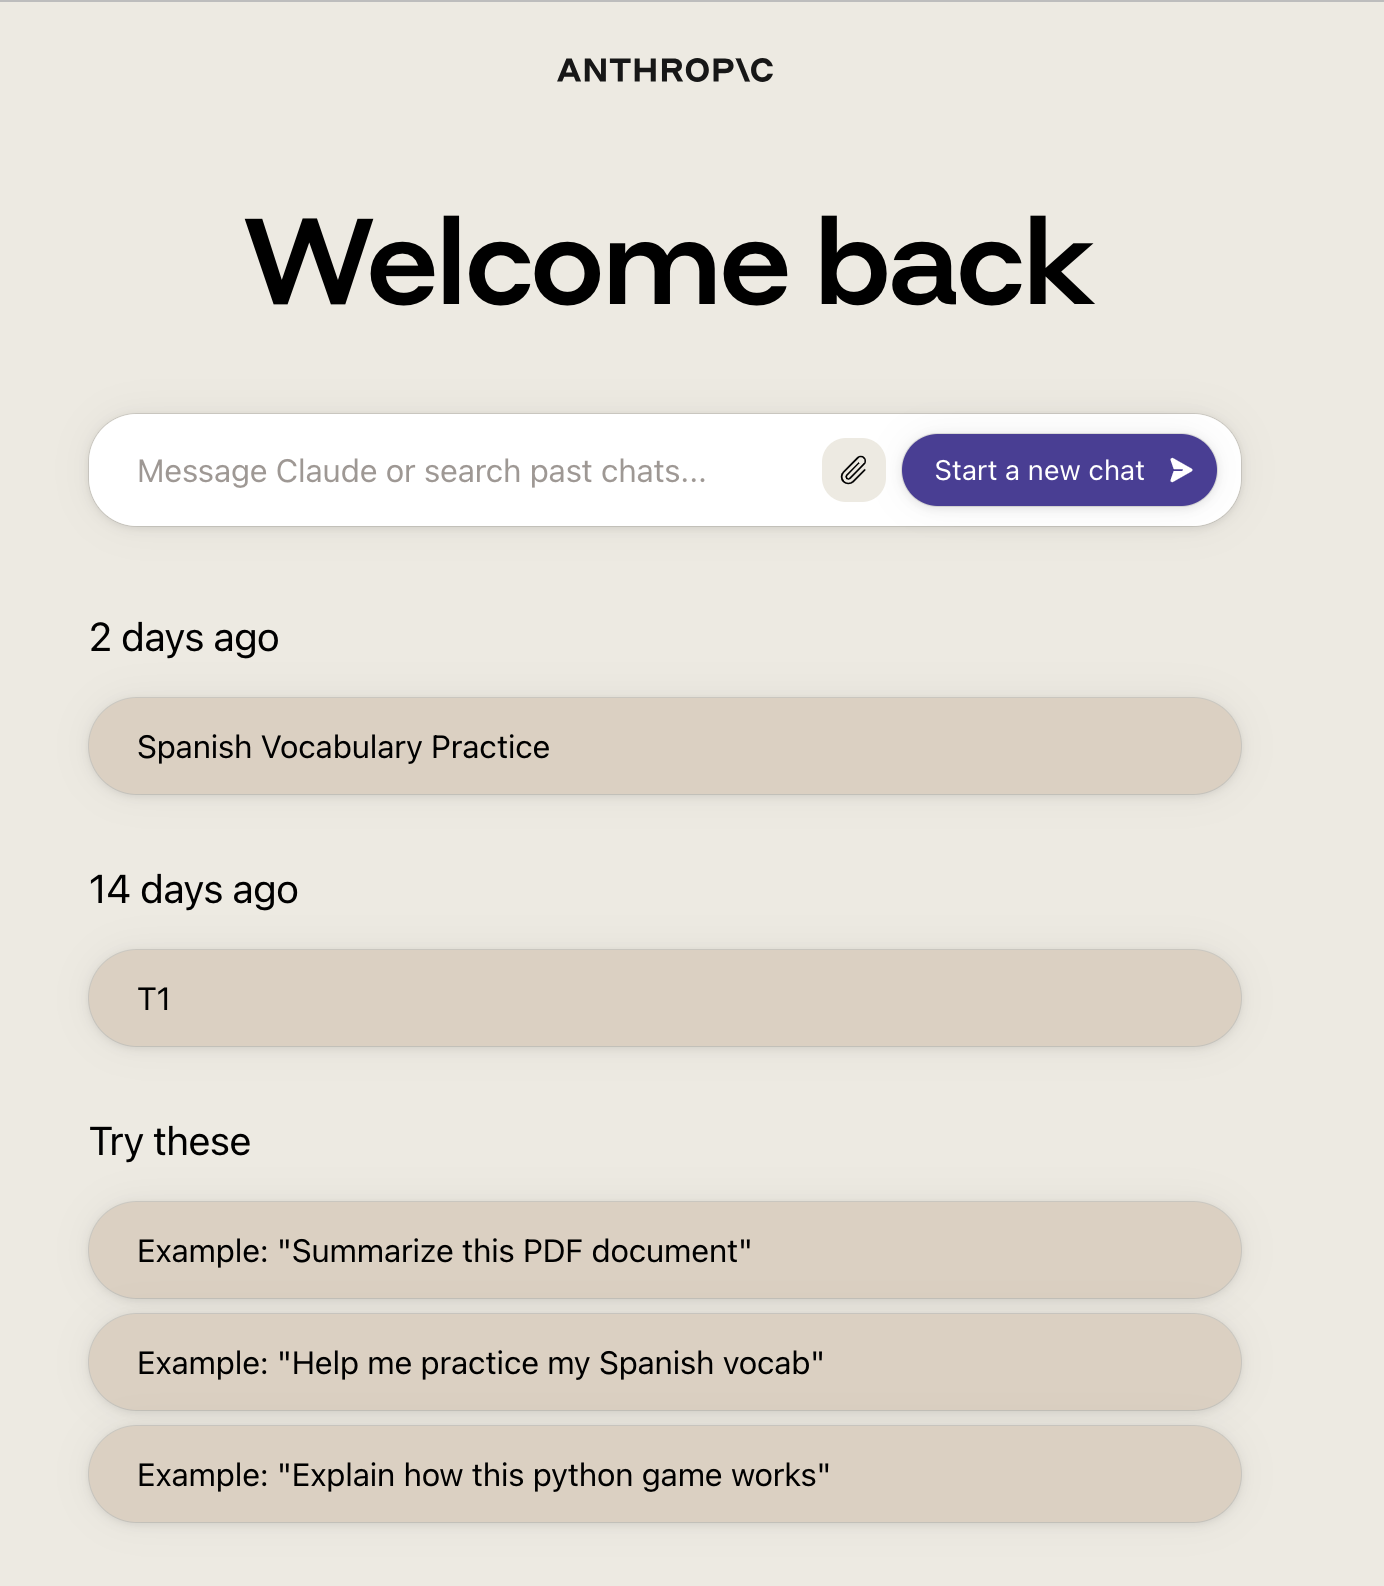 ANTHROP\C
Welcome back
Message Claude or search past chats...
Start a new chat
2 days ago
Spanish Vocabulary Practice
14 days ago
T1
Try these
Example: "Summarize this PDF document"
Example: "Help me practice my Spanish vocab"
Example: "Explain how this python game works"